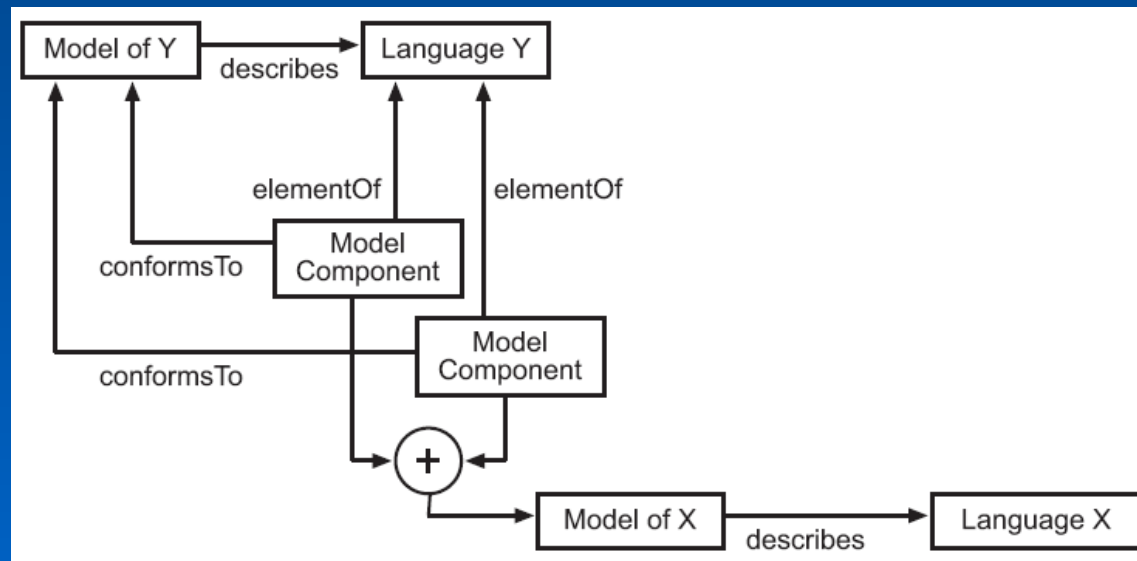 Model of Y
describes
Language Y
elementOf
elementOf
Model
Component
conformsTo
Model
Component
conformsTo
+
Model of X
describes
Language X